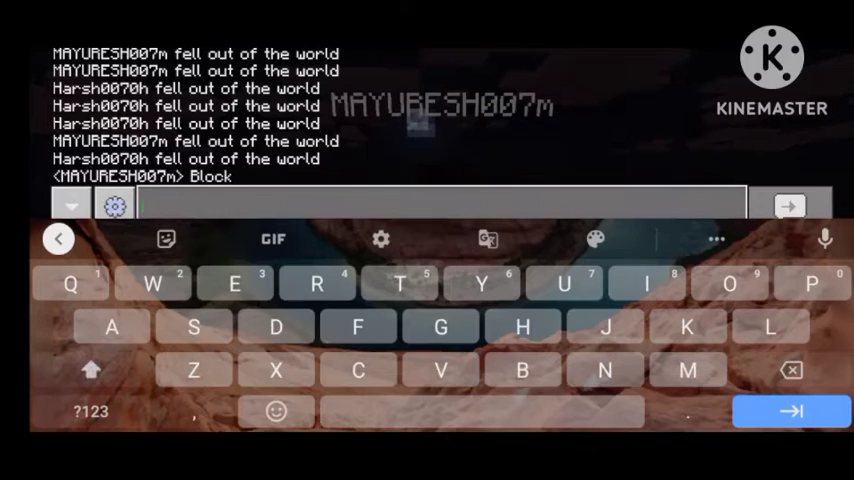 MAYURESH007m fell out of the world
MAYURESH007m fell out of the world
Harsh0070h fell out of the world
Harsh0070h fell out of the world
Harsh0070h fell out of the world
MAYURESH007m fell out of the world
Harsh0070h fell out of the world
<MAYURESH007m> Block
MAYURESH007m
K
KINEMASTER
GIF
Q 1 W 2 E 3 R 4 T 5 Y 6 U 7 I 8 O 9 P 0
A S D F G H J K L
Z X C V B N M
?123 , .